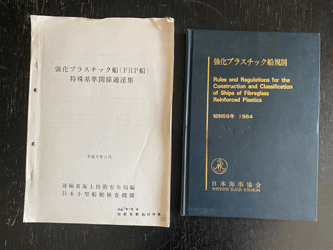 強化プラスチック船(FRP船)
特殊基準関係通達集
運輸省海上技術安全局編
日本小型船舶検査機構
強化プラスチック船規則
Rules and Regulations for the
Construction and Classification
of Ships of Fibreglass
Reinforced Plastics
昭和59年 1984
日本海事協会
NIPPON KAIJI KYOKAI